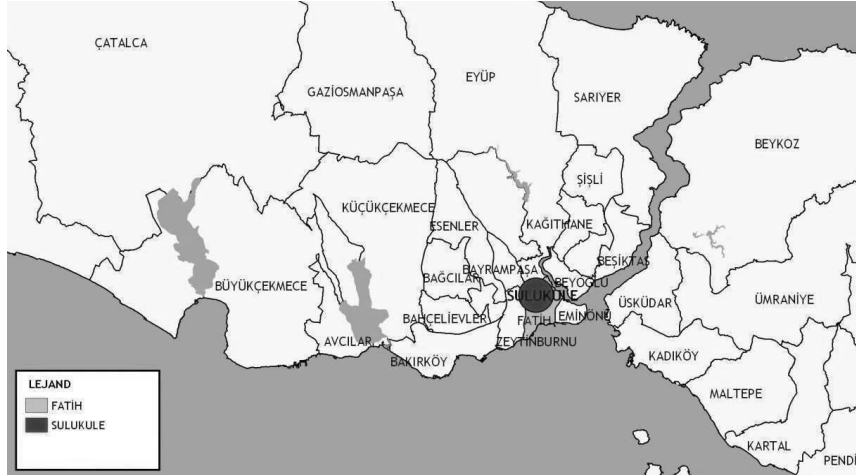 ÇATALCA
EYÜP
GAZİOSMANPAŞA
SARIYER
BEYKOZ
ŞİŞLİ
KÜÇÜKÇEKMECE
KAĞITHANE
ESENLER
BEŞİKTAŞ
BAYRAMPAŞA
BAĞCILAR
BEYOĞLU
BÜYÜKÇEKMECE
SULUKULE
ÜSKÜDAR
ÜMRANİYE
BAHÇELİEVLER
FATİH
EMİNÖNÜ
AVCILAR
ZEYTİNBURNU
BAKIRKÖY
KADIKÖY
MALTEPE
KARTAL
PENDİ
LEJAND
FATİH
SULUKULE